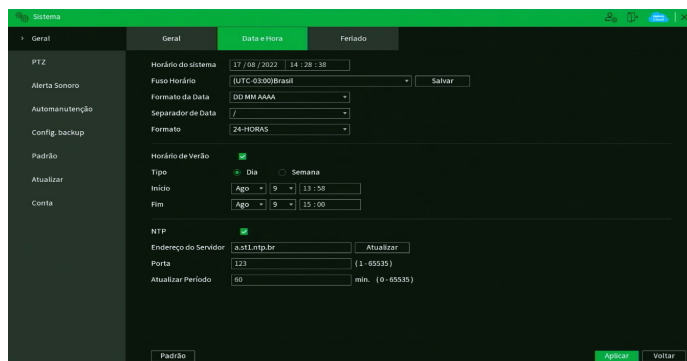 Sistema
Geral
PTZ
Alerta Sonoro
Automanutenção
Config. backup
Padrão
Atualizar
Conta
Geral Data e Hora Feriado
Horário do sistema 17 / 08 / 2022 14 : 28 : 38
Fuso Horário (UTC-03:00)Brasil Salvar
Formato da Data DD MM AAAA
Separador de Data /
Formato 24-HORAS
Horário de Verão
Tipo Dia Semana
Início Ago 9 13 : 58
Fim Ago 9 15 : 00
NTP
Endereço do Servidor a.st1.ntp.br Atualizar
Porta 123 (1 - 65535)
Atualizar Período 60 min. (0 - 65535)
Padrão Aplicar Voltar